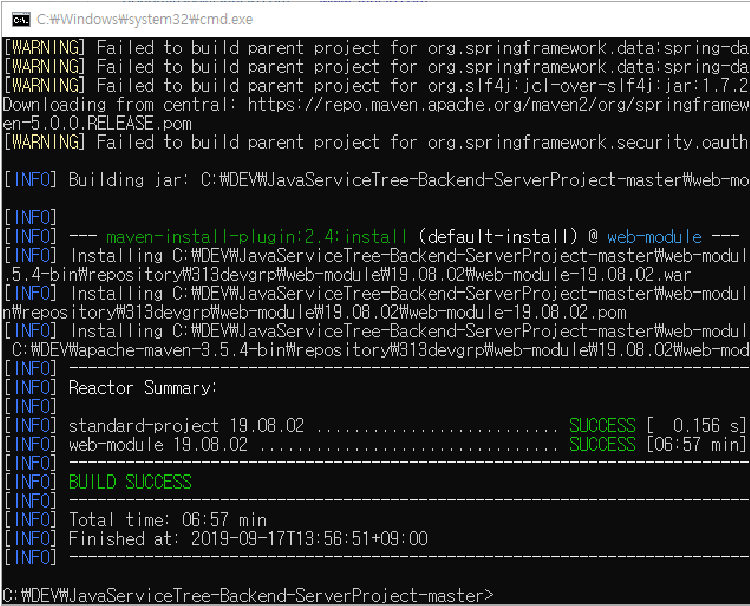 C:₩Windows₩system32₩cmd.exe
[WARNING] Failed to build parent project for org.springframework.data:spring-da
[WARNING] Failed to build parent project for org.springframework.data:spring-da
[WARNING] Failed to build parent project for org.slf4j:jcl-over-slf4j:jar:1.7.2
Downloading from central: https://repo.maven.apache.org/maven2/org/springframew
en-5.0.0.RELEASE.pom
[WARNING] Failed to build parent project for org.springframework.security.oauth
[INFO] Building jar: C:₩DEV₩JavaServiceTree-Backend-ServerProject-master₩web-mo
[INFO]
[INFO] --- maven-install-plugin:2.4:install (default-install) @ web-module ---
[INFO] Installing C:₩DEV₩JavaServiceTree-Backend-ServerProject-master₩web-modul
.5.4-bin₩repository₩313devgrp₩web-module₩19.08.02₩web-module-19.08.02.war
[INFO] Installing C:₩DEV₩JavaServiceTree-Backend-ServerProject-master₩web-modul
n₩repository₩313devgrp₩web-module₩19.08.02₩web-module-19.08.02.pom
[INFO] Installing C:₩DEV₩JavaServiceTree-Backend-ServerProject-master₩web-modul
C:₩DEV₩apache-maven-3.5.4-bin₩repository₩313devgrp₩web-module₩19.08.02₩web-mod
[INFO] ------------------------------------------------------------------------
[INFO] Reactor Summary:
[INFO]
[INFO] standard-project 19.08.02 .......................... SUCCESS [  0.156 s]
[INFO] web-module 19.08.02 ................................ SUCCESS [06:57 min]
[INFO] ------------------------------------------------------------------------
[INFO] BUILD SUCCESS
[INFO] ------------------------------------------------------------------------
[INFO] Total time: 06:57 min
[INFO] Finished at: 2019-09-17T13:56:51+09:00
[INFO] ------------------------------------------------------------------------
C:₩DEV₩JavaServiceTree-Backend-ServerProject-master>